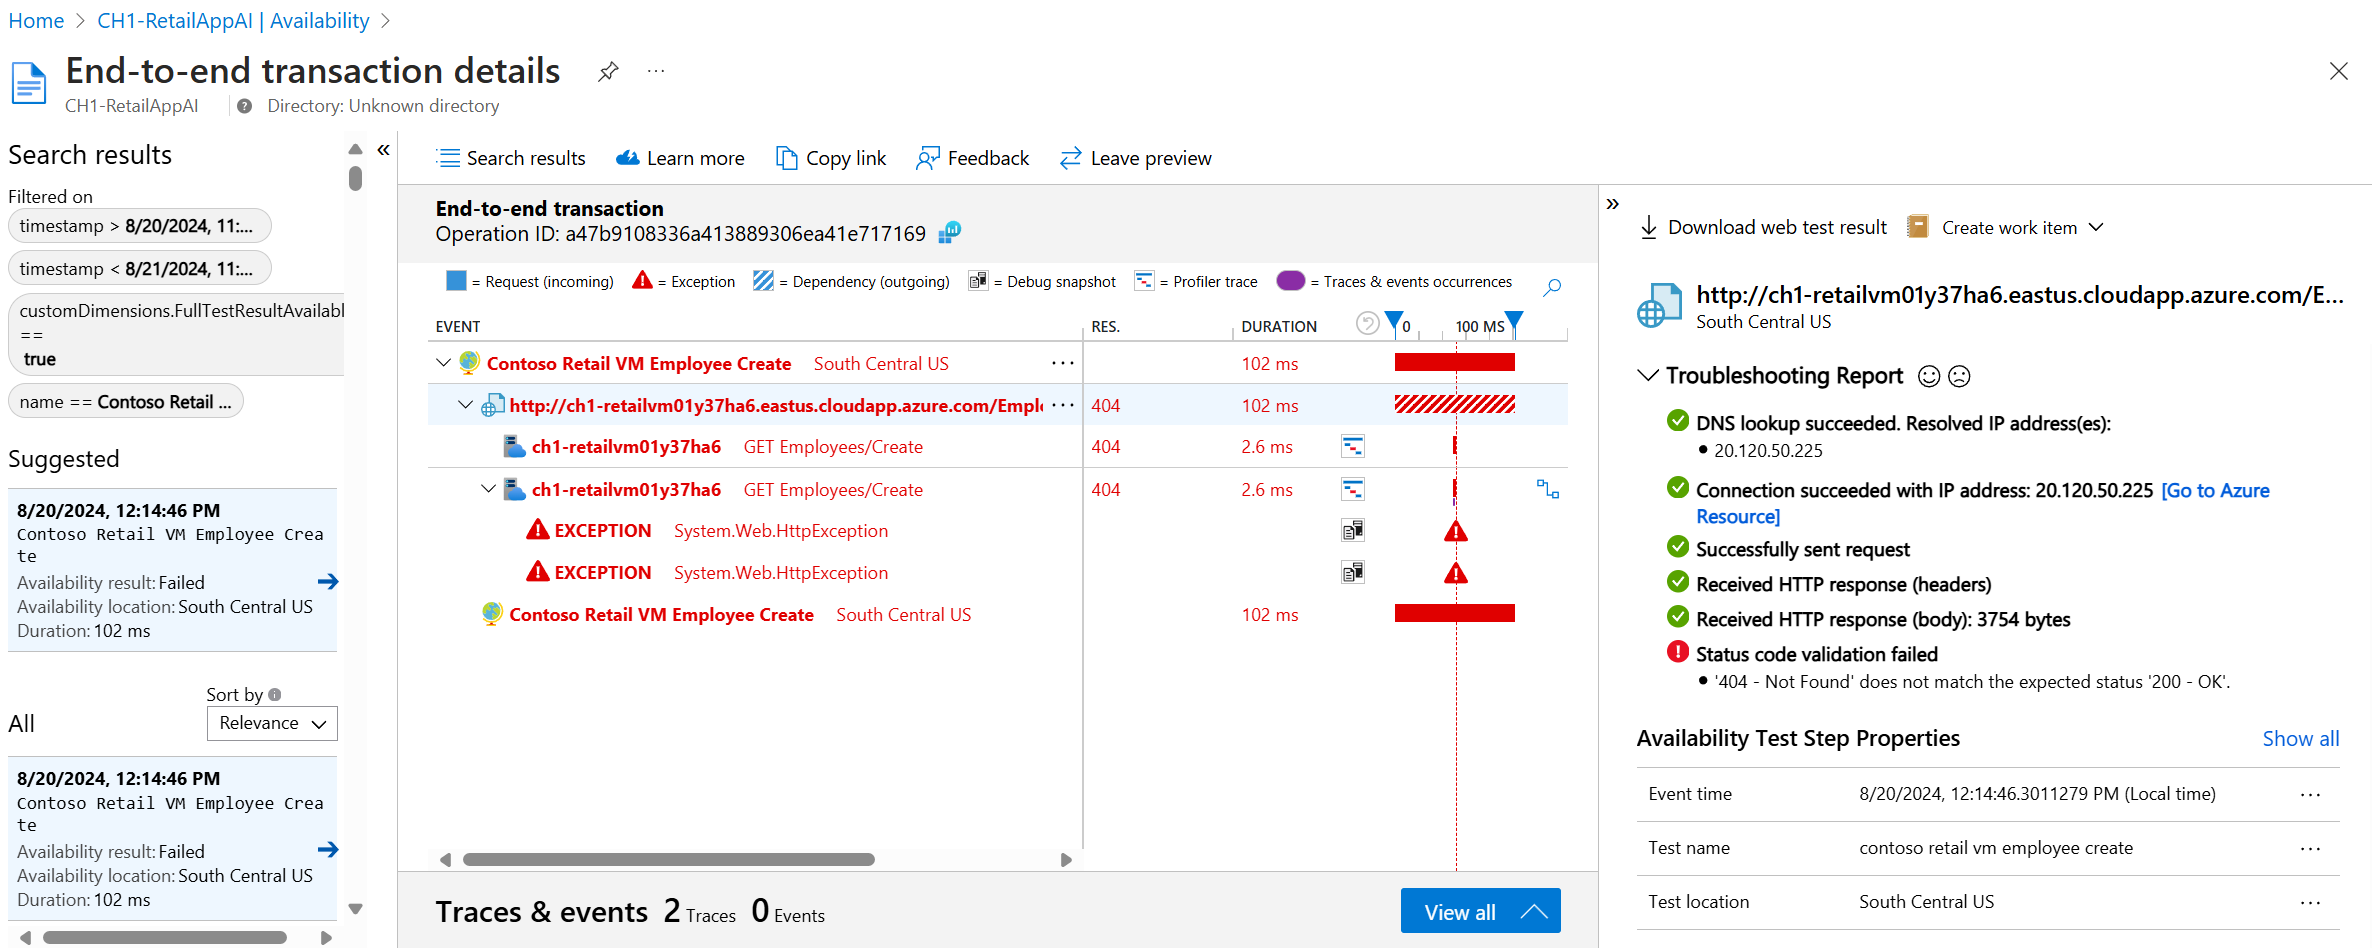 Home > CH1-RetailAppAI | Availability >
End-to-end transaction details
CH1-RetailAppAI
Directory: Unknown directory
Search results
Filtered on
timestamp > 8/20/2024, 11:...
timestamp < 8/21/2024, 11:...
customDimensions.FullTestResultAvailabl
==
true
name == Contoso Retail ...
Suggested
8/20/2024, 12:14:46 PM
Contoso Retail VM Employee Crea
te
Availability result: Failed
Availability location: South Central US
Duration: 102 ms
Sort by
All
Relevance
8/20/2024, 12:14:46 PM
Contoso Retail VM Employee Crea
te
Availability result: Failed
Availability location: South Central US
Duration: 102 ms
Search results
Learn more
Copy link
Feedback
Leave preview
End-to-end transaction
Operation ID: a47b9108336a413889306ea41e717169
= Request (incoming) = Exception = Dependency (outgoing) = Debug snapshot = Profiler trace = Traces & events occurrences
EVENT RES. DURATION 0 100 MS
Contoso Retail VM Employee Create South Central US 102 ms
http://ch1-retailvm01y37ha6.eastus.cloudapp.azure.com/Empl 404 102 ms
ch1-retailvm01y37ha6 GET Employees/Create 404 2.6 ms
ch1-retailvm01y37ha6 GET Employees/Create 404 2.6 ms
EXCEPTION System.Web.HttpException
EXCEPTION System.Web.HttpException
Contoso Retail VM Employee Create South Central US 102 ms
Traces & events 2 Traces 0 Events
View all
Download web test result
Create work item
http://ch1-retailvm01y37ha6.eastus.cloudapp.azure.com/E...
South Central US
Troubleshooting Report
DNS lookup succeeded. Resolved IP address(es):
• 20.120.50.225
Connection succeeded with IP address: 20.120.50.225 [Go to Azure
Resource]
Successfully sent request
Received HTTP response (headers)
Received HTTP response (body): 3754 bytes
Status code validation failed
• '404 - Not Found' does not match the expected status '200 - OK'.
Availability Test Step Properties
Show all
Event time 8/20/2024, 12:14:46.3011279 PM (Local time)
Test name contoso retail vm employee create
Test location South Central US